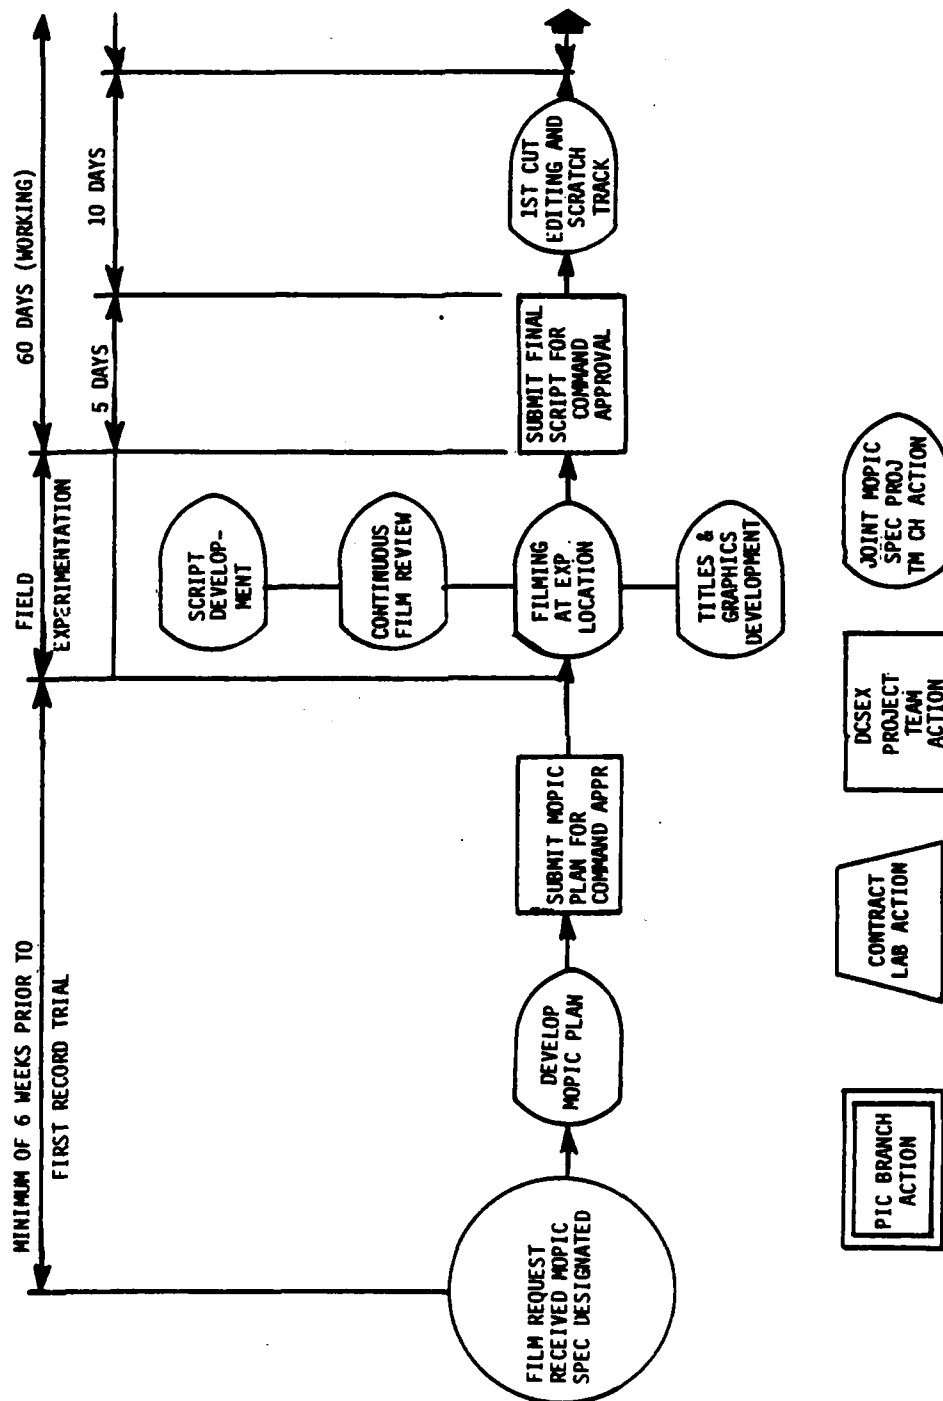 MINIMUM OF 6 WEEKS PRIOR TO
FIRST RECORD TRIAL
FIELD
EXPERIMENTATION
60 DAYS (WORKING)
5 DAYS
10 DAYS
FILM REQUEST
RECEIVED MOPIC
SPEC DESIGNATED
DEVELOP
MOPIC PLAN
SUBMIT MOPIC
PLAN FOR
COMMAND APPR
SCRIPT
DEVELOP-
MENT
CONTINUOUS
FILM REVIEW
FILMING
AT EXP
LOCATION
TITLES &
GRAPHICS
DEVELOPMENT
SUBMIT FINAL
SCRIPT FOR
COMMAND
APPROVAL
1ST CUT
EDITING AND
SCRATCH
TRACK
PIC BRANCH
ACTION
CONTRACT
LAB ACTION
DCSEX
PROJECT
TEAM
ACTION
JOINT MOPIC
SPEC PROJ
TM CH ACTION